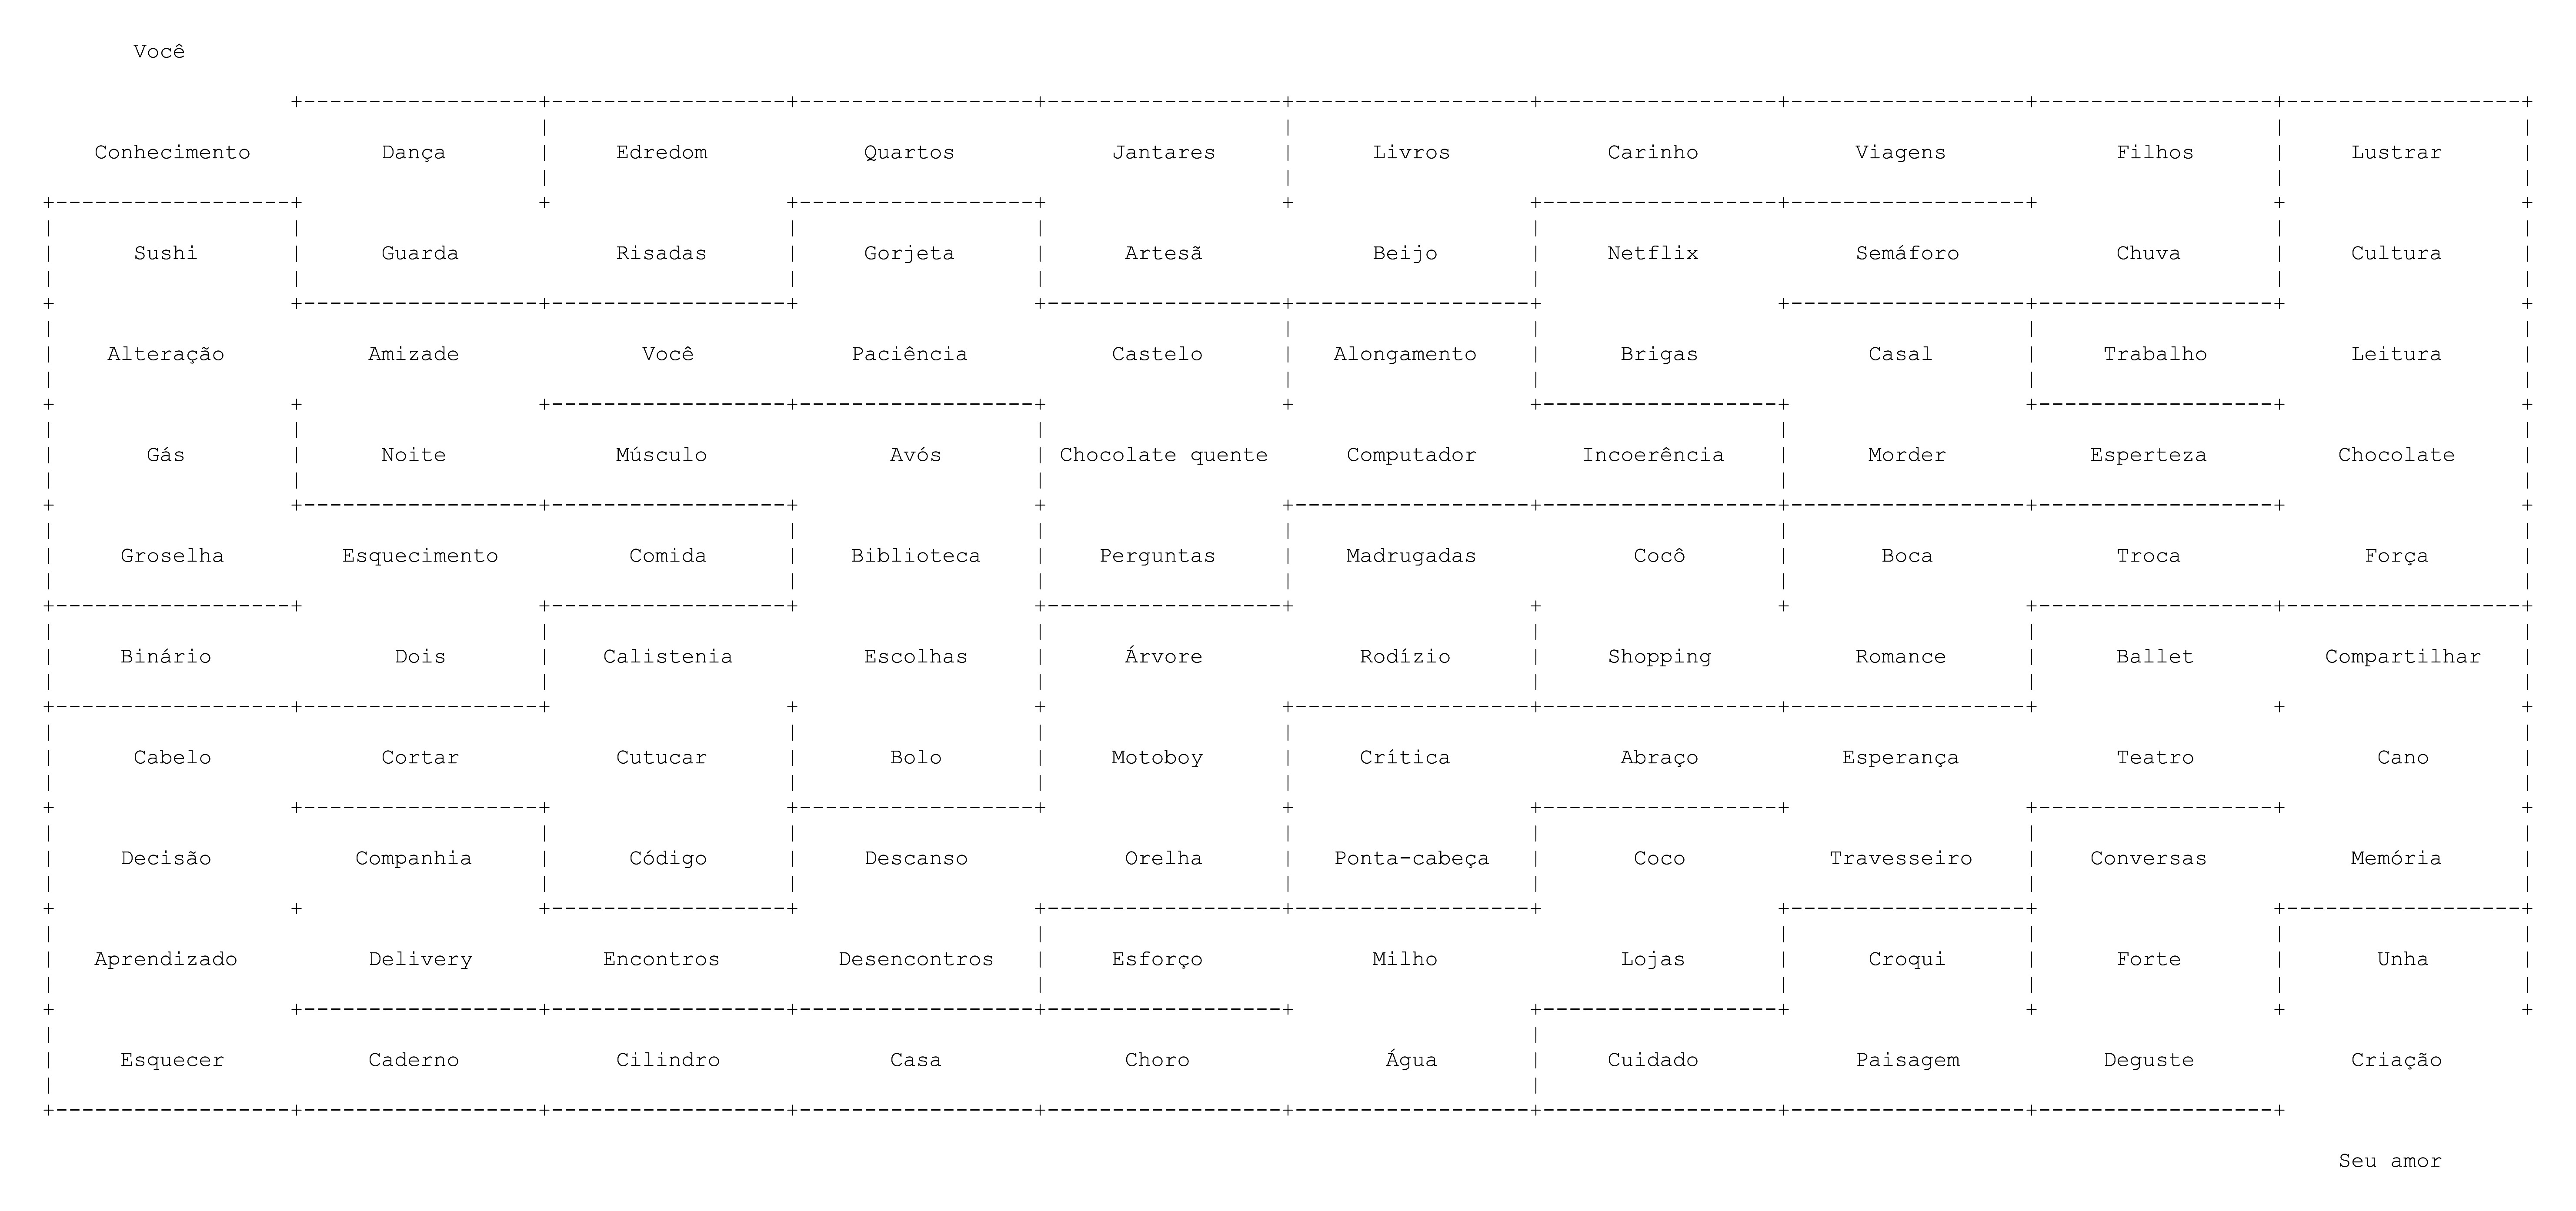 Você
Conhecimento Dança Edredom Quartos Jantares Livros Carinho Viagens Filhos Lustrar
Sushi Guarda Risadas Gorjeta Artesã Beijo Netflix Semáforo Chuva Cultura
Alteração Amizade Você Paciência Castelo Alongamento Brigas Casal Trabalho Leitura
Gás Noite Músculo Avós Chocolate quente Computador Incoerência Morder Esperteza Chocolate
Groselha Esquecimento Comida Biblioteca Perguntas Madrugadas Cocô Boca Troca Força
Binário Dois Calistenia Escolhas Árvore Rodízio Shopping Romance Ballet Compartilhar
Cabelo Cortar Cutucar Bolo Motoboy Crítica Abraço Esperança Teatro Cano
Decisão Companhia Código Descanso Orelha Ponta-cabeça Coco Travesseiro Conversas Memória
Aprendizado Delivery Encontros Desencontros Esforço Milho Lojas Croqui Forte Unha
Esquecer Caderno Cilindro Casa Choro Água Cuidado Paisagem Deguste Criação
Seu amor